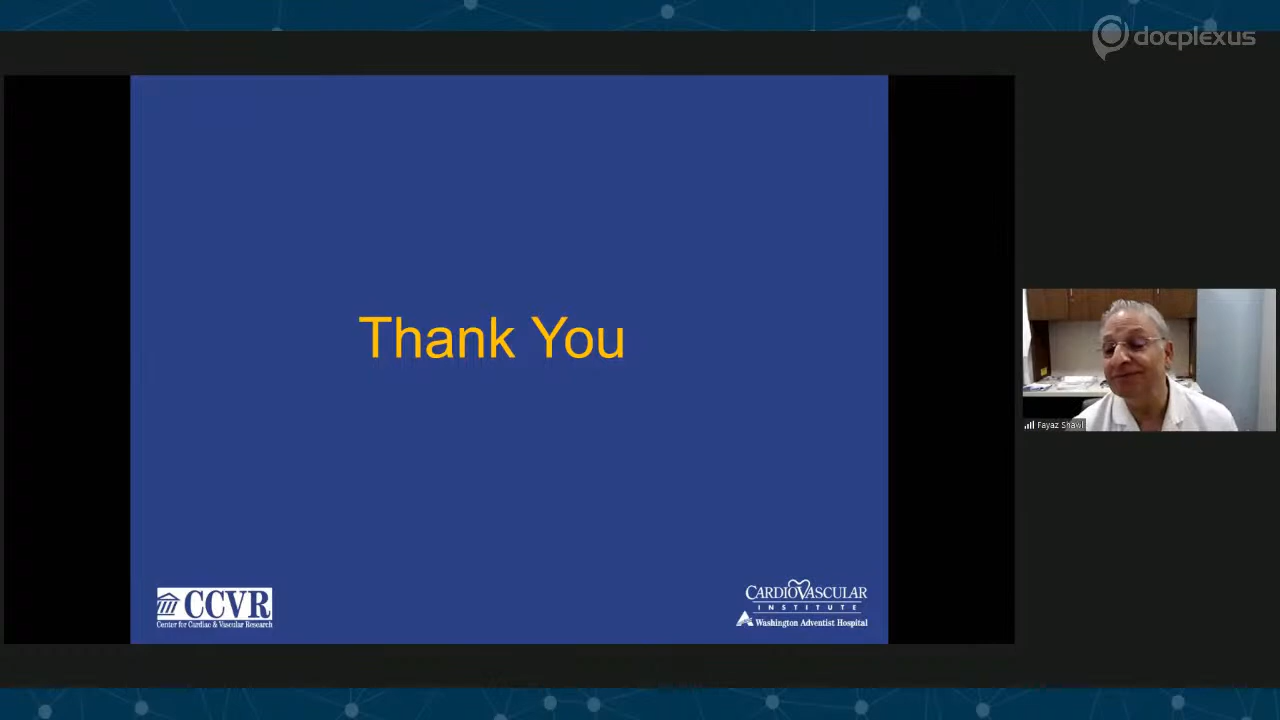 docplexus
Thank You
Fayaz Shawl
CCVR
Center for Cardiac & Vascular Research
CARDIOVASCULAR
INSTITUTE
Washington Adventist Hospital